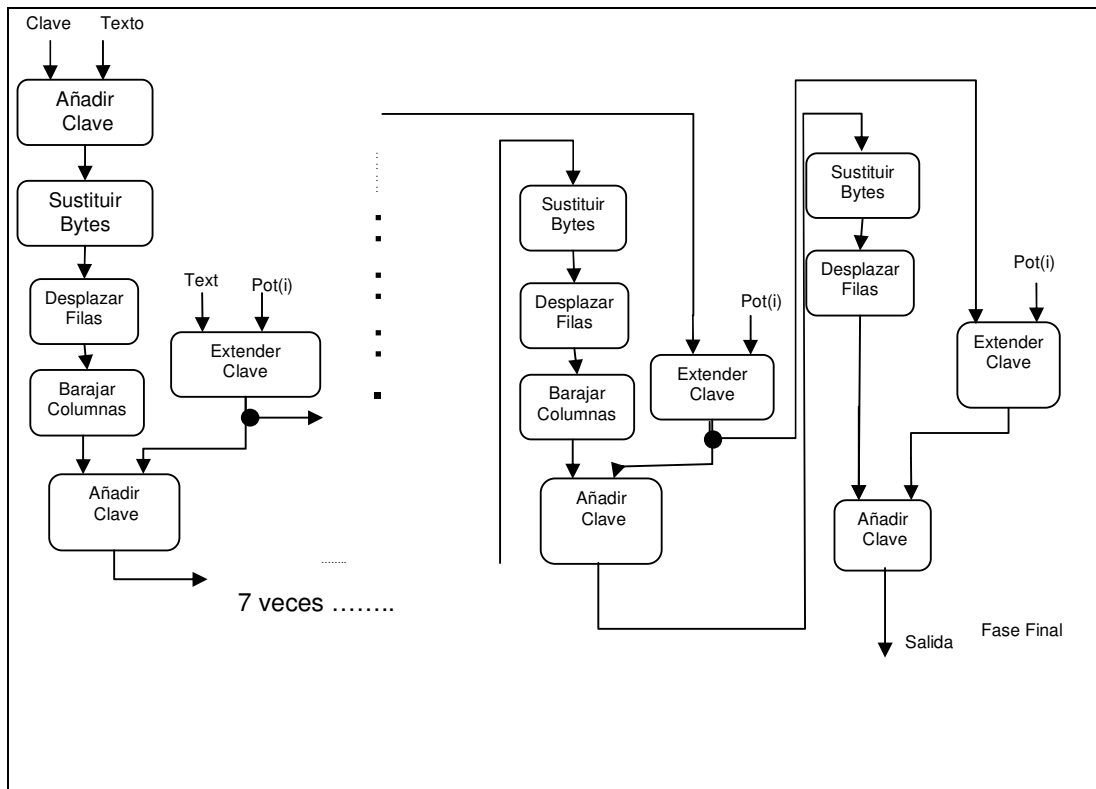 Clave
Texto
Añadir
Clave
Sustituir
Bytes
Desplazar
Filas
Barajar
Columnas
Añadir
Clave
Text
Pot(i)
Extender
Clave
7 veces ……..
........
Sustituir
Bytes
Desplazar
Filas
Barajar
Columnas
Añadir
Clave
Pot(i)
Extender
Clave
Sustituir
Bytes
Desplazar
Filas
Pot(i)
Extender
Clave
Añadir
Clave
Salida
Fase Final